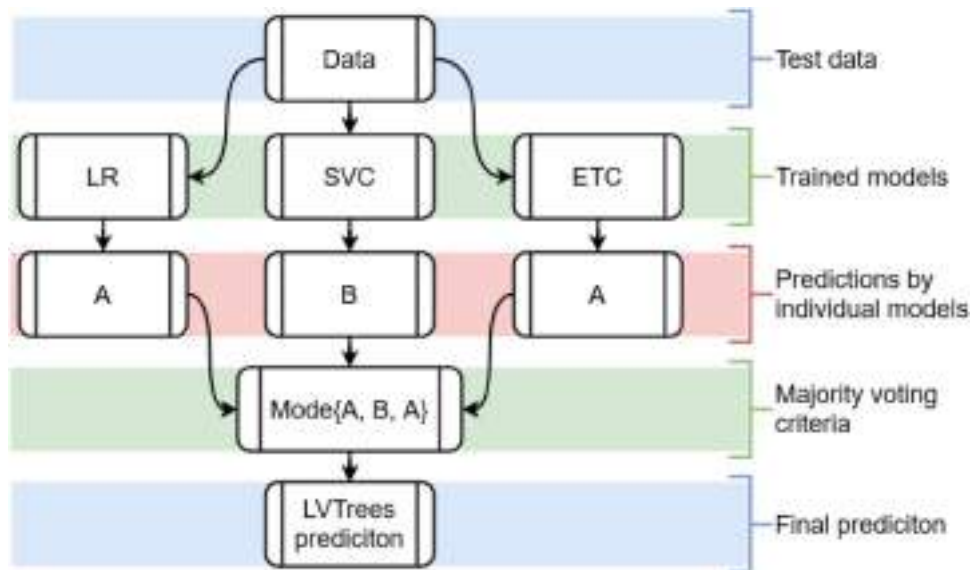 Data
Test data
LR
SVC
ETC
Trained models
A
B
A
Predictions by
individual models
Mode{A, B, A}
Majority voting
criteria
LVTrees
prediciton
Final prediciton